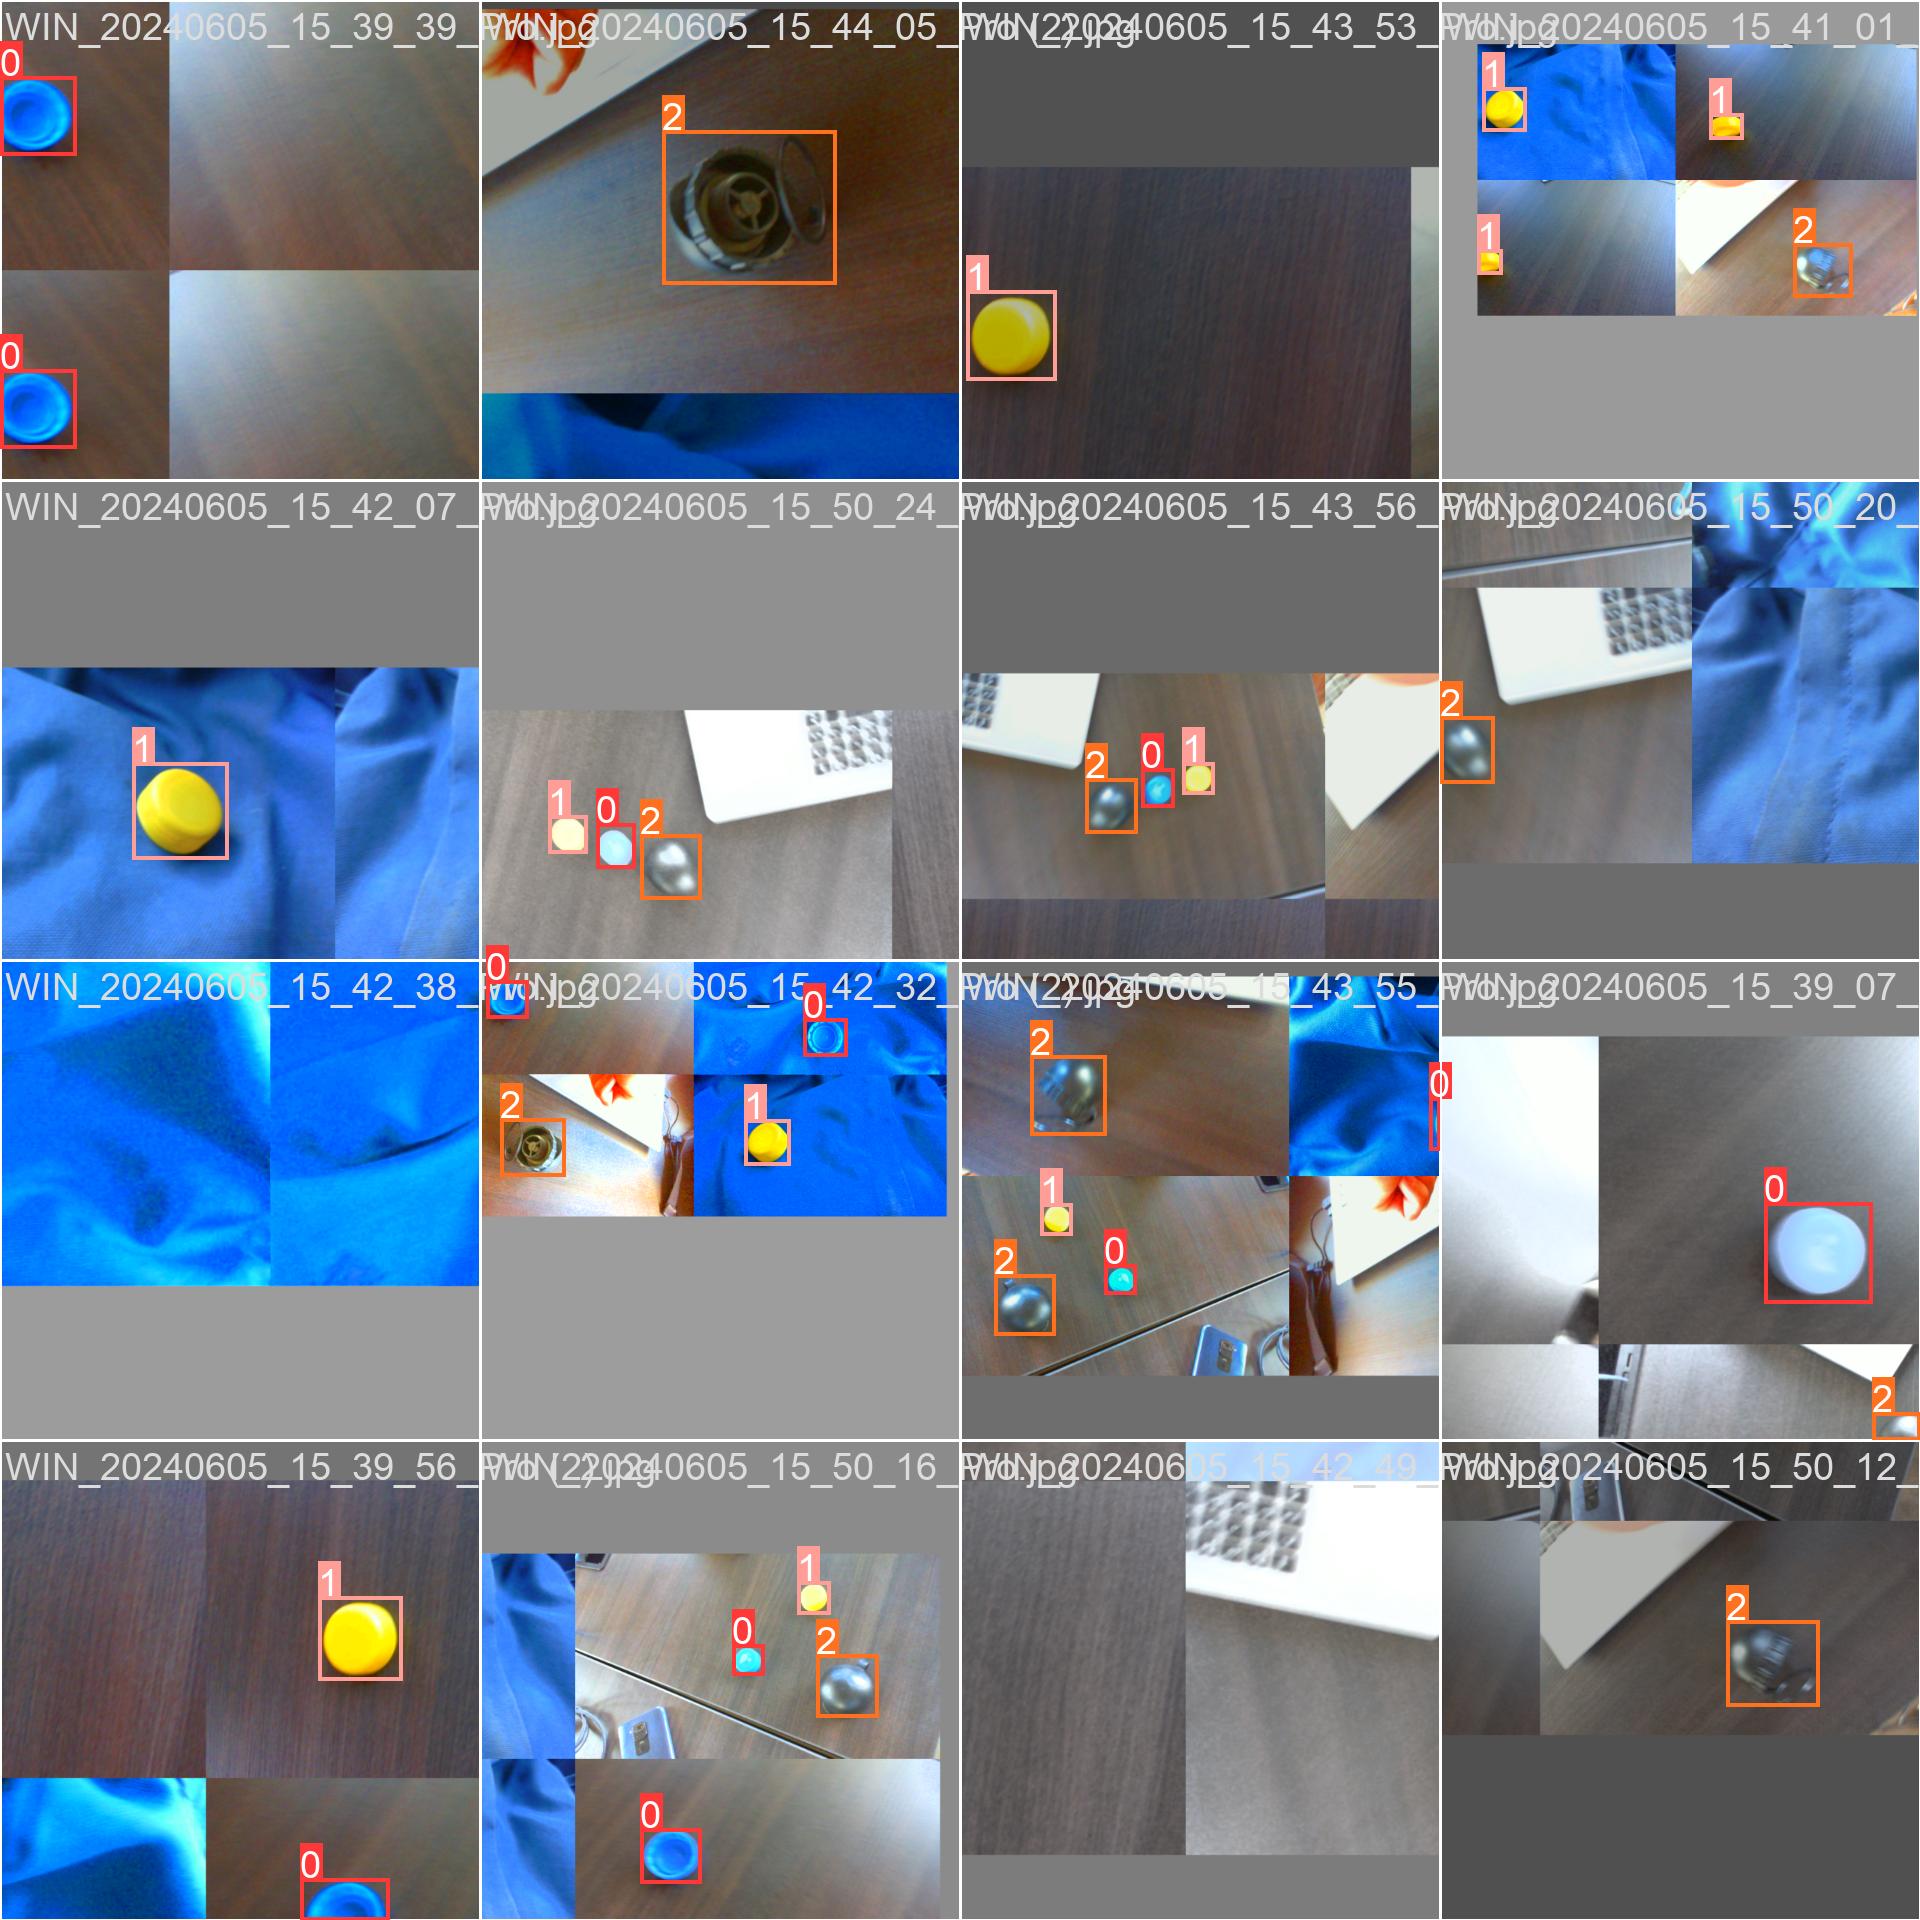 WIN_20240605_15_39_39_Pro.jpg
WIN_20240605_15_44_05_Pro (2).jpg
WIN_20240605_15_43_53_Pro.jpg
WIN_20240605_15_41_01_
0
2
1
1
1
1
2
0
WIN_20240605_15_42_07_Pro.jpg
WIN_20240605_15_50_24_Pro.jpg
WIN_20240605_15_43_56_Pro.jpg
WIN_20240605_15_50_20_
1
1
0
2
2
0
1
2
WIN_20240605_15_42_38_Pro.jpg
WIN_20240605_15_42_32_Pro (2).jpg
WIN_20240605_15_43_55_Pro.jpg
WIN_20240605_15_39_07_
0
0
2
1
2
0
1
2
0
0
2
WIN_20240605_15_39_56_Pro (2).jpg
WIN_20240605_15_50_16_Pro.jpg
WIN_20240605_15_42_49_Pro.jpg
WIN_20240605_15_50_12_
1
0
1
0
2
0
2